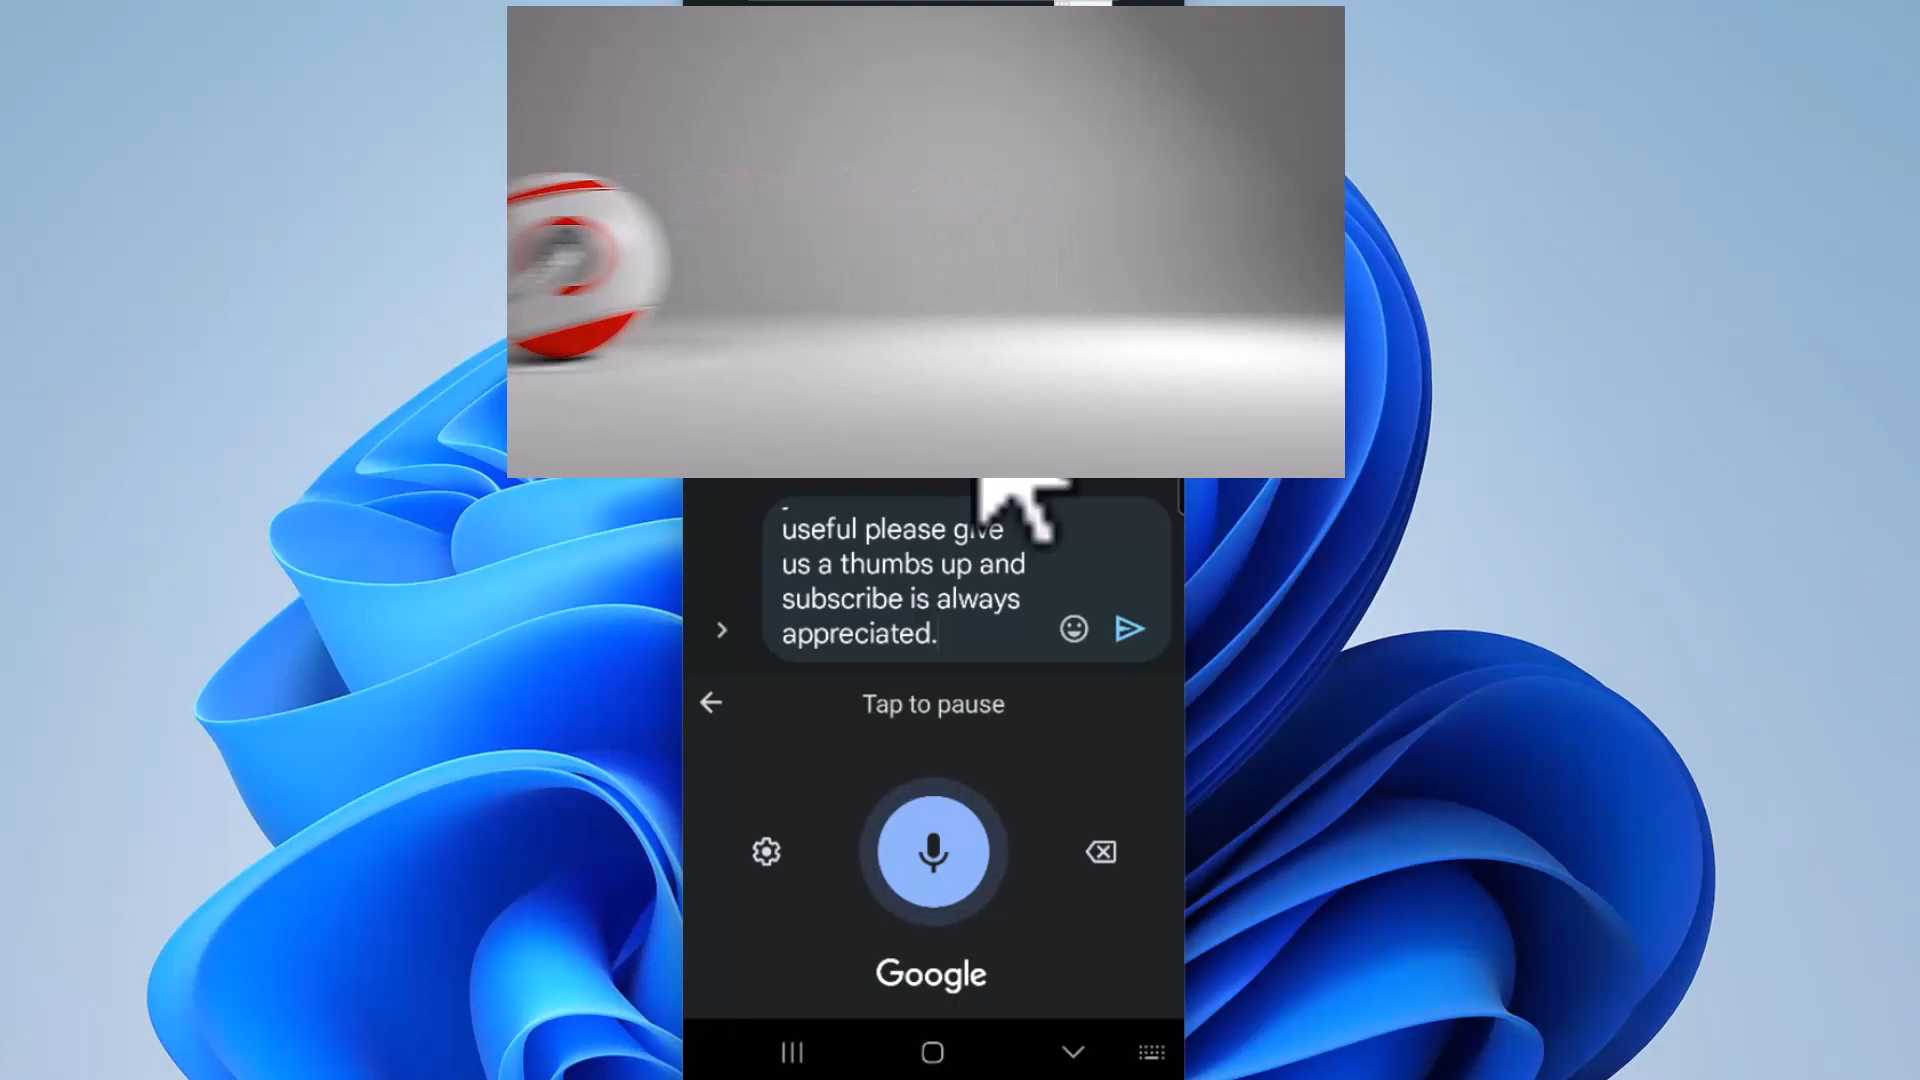 useful please give
us a thumbs up and
subscribe is always
appreciated.
Tap to pause
Google